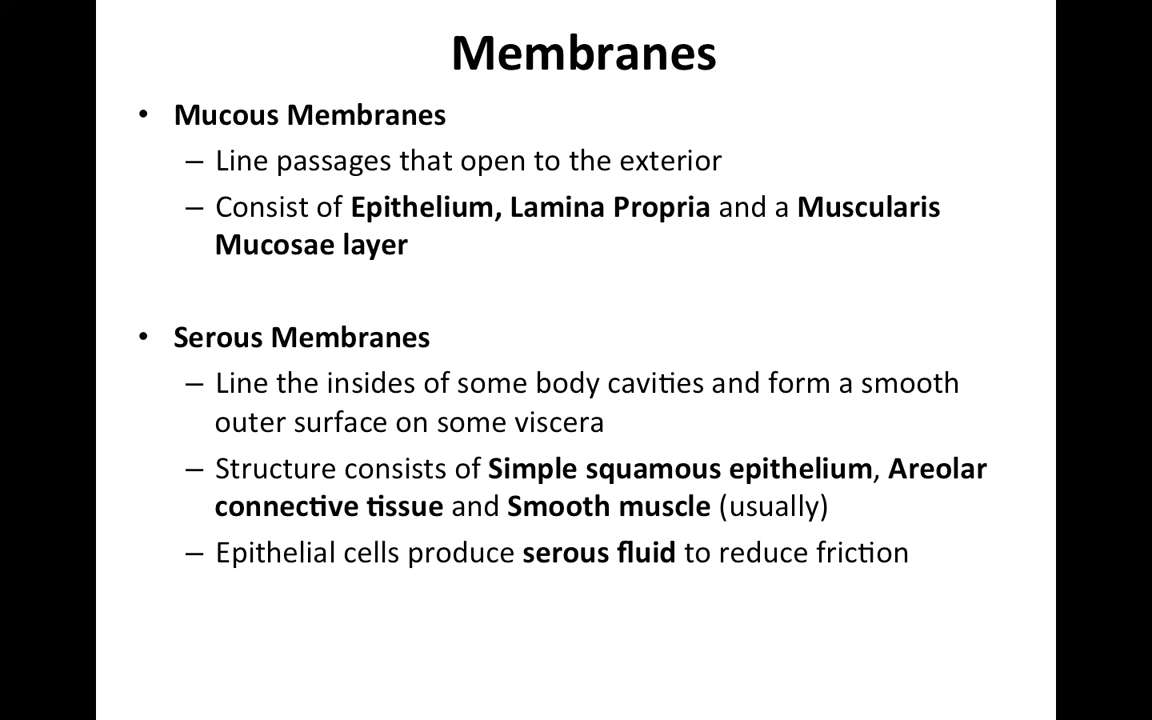 Membranes
• Mucous Membranes
– Line passages that open to the exterior
– Consist of Epithelium, Lamina Propria and a Muscularis
Mucosae layer
• Serous Membranes
– Line the insides of some body cavities and form a smooth
outer surface on some viscera
– Structure consists of Simple squamous epithelium, Areolar
connective tissue and Smooth muscle (usually)
– Epithelial cells produce serous fluid to reduce friction